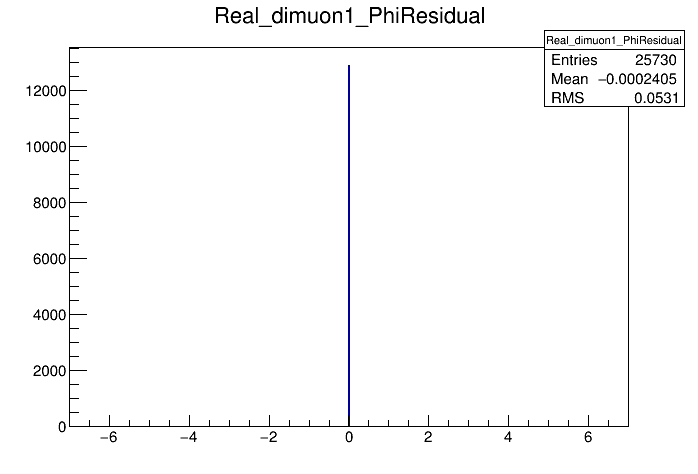 Real_dimuon1_PhiResidual
Real_dimuon1_PhiResidual
Entries 25730
Mean −0.0002405
RMS 0.0531
12000
10000
8000
6000
4000
2000
0
−6 −4 −2 0 2 4 6